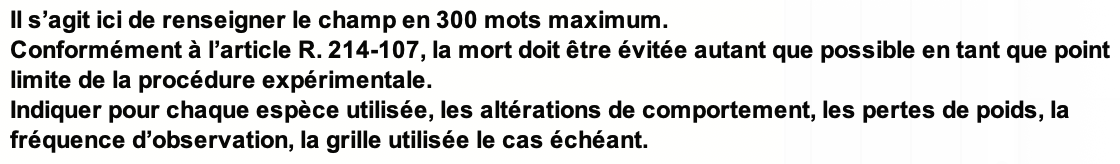 Il s’agit ici de renseigner le champ en 300 mots maximum.
Conformément à l’article R. 214-107, la mort doit être évitée autant que possible en tant que point
limite de la procédure expérimentale.
Indiquer pour chaque espèce utilisée, les altérations de comportement, les pertes de poids, la
fréquence d’observation, la grille utilisée le cas échéant.